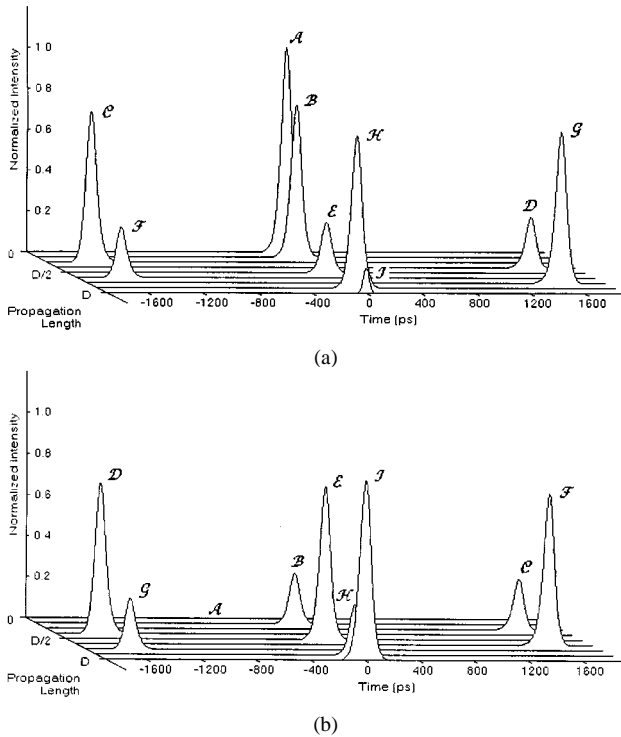 Normalized Intensity
1.0
0.8
0.6
0.4
0.2
0
D/2
D
Propagation
Length
A
B
C
D
E
F
G
H
I
-1600 -1200 -800 -400 0 400 800 1200 1600
Time (ps)
(a)
Normalized Intensity
1.0
0.8
0.6
0.4
0.2
0
D/2
D
Propagation
Length
D
E
I
F
B
C
G
A
H
-1600 -1200 -800 -400 0 400 800 1200 1600
Time (ps)
(b)